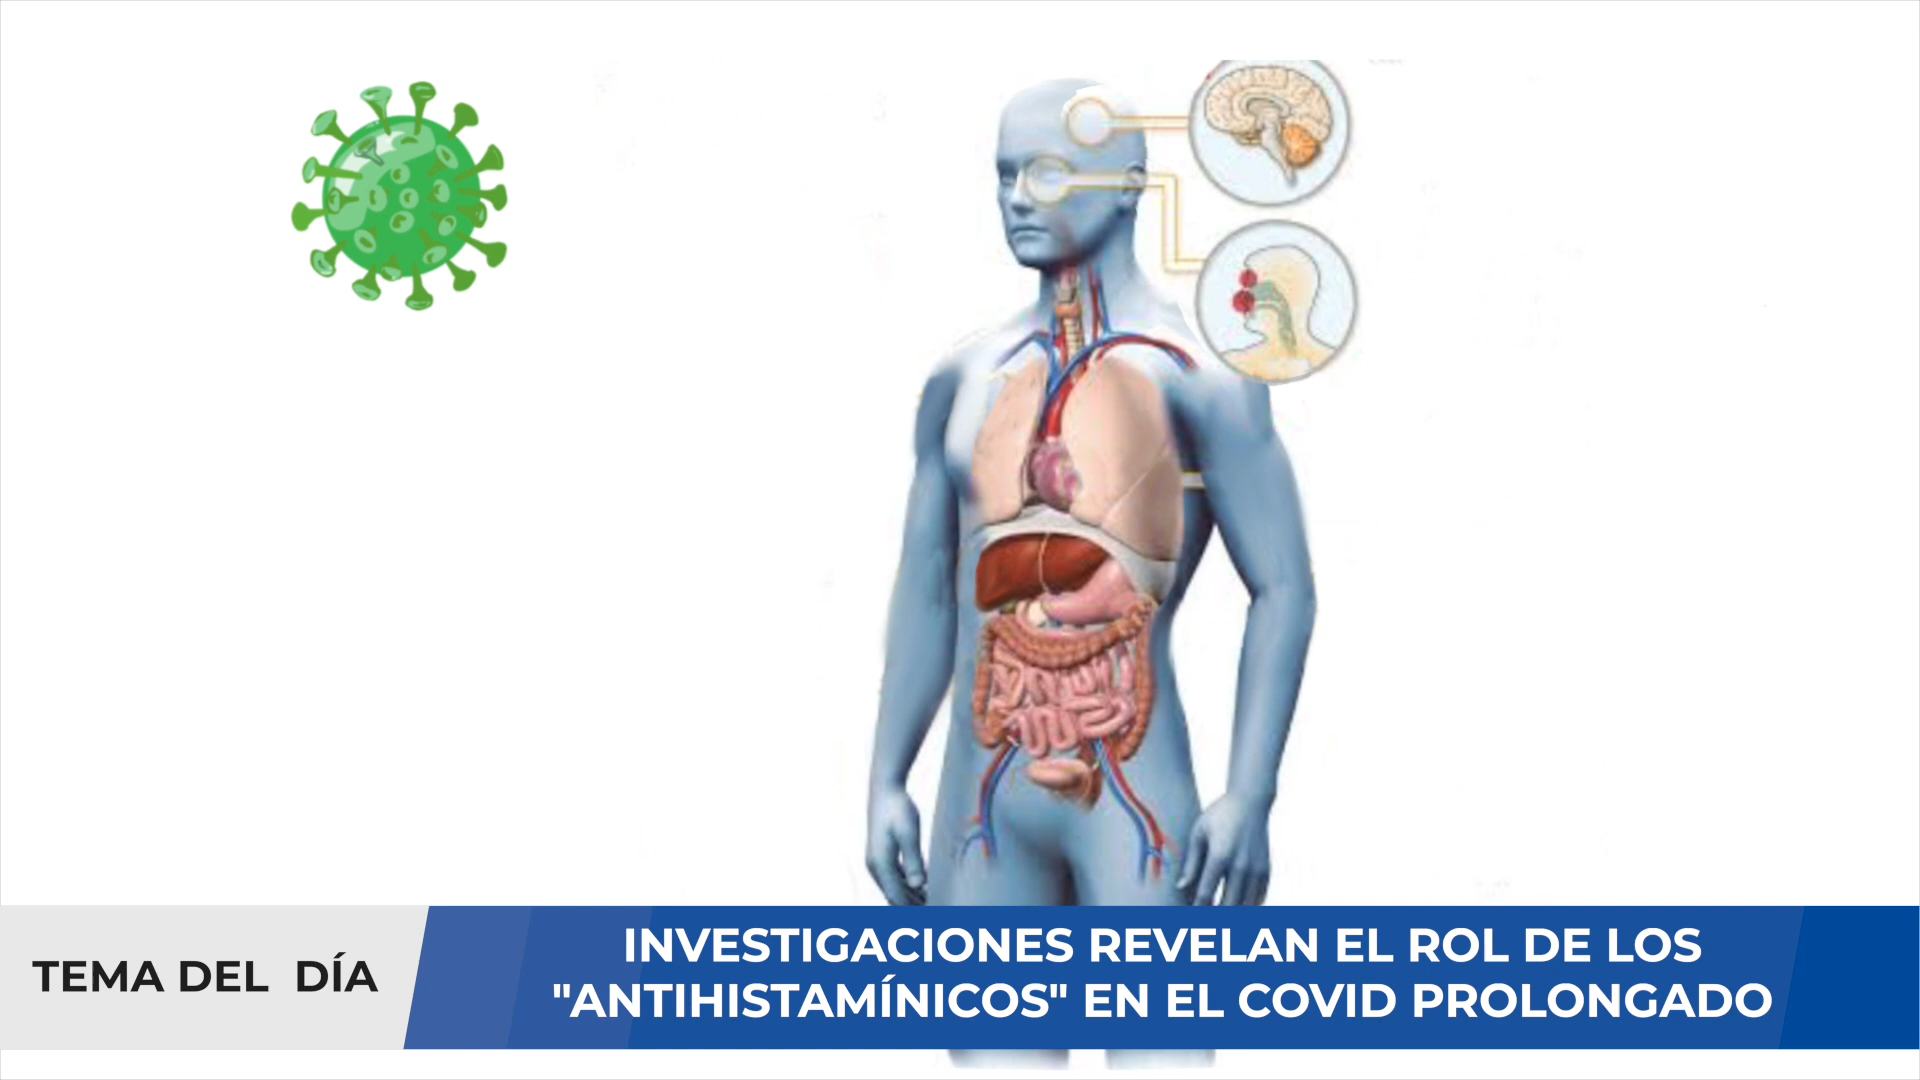 TEMA DEL DÍA
INVESTIGACIONES REVELAN EL ROL DE LOS
"ANTIHISTAMÍNICOS" EN EL COVID PROLONGADO